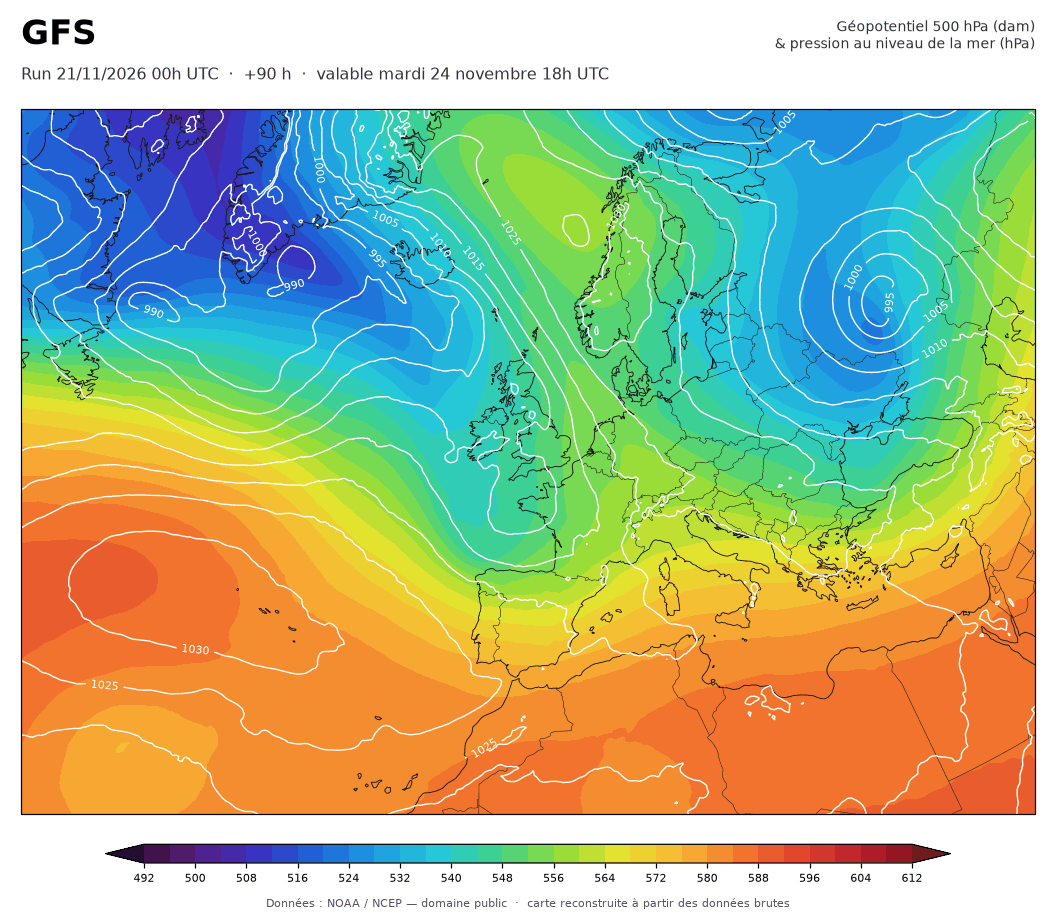 GFS
Géopotentiel 500 hPa (dam)
& pression au niveau de la mer (hPa)
Run 21/11/2026 00h UTC · +90 h · valable mardi 24 novembre 18h UTC
1005
1000
1005
1025
1010
1015
995
1000
990
990
1000
995
1005
1010
1030
1025
1025
492 500 508 516 524 532 540 548 556 564 572 580 588 596 604 612
Données : NOAA / NCEP — domaine public · carte reconstruite à partir des données brutes